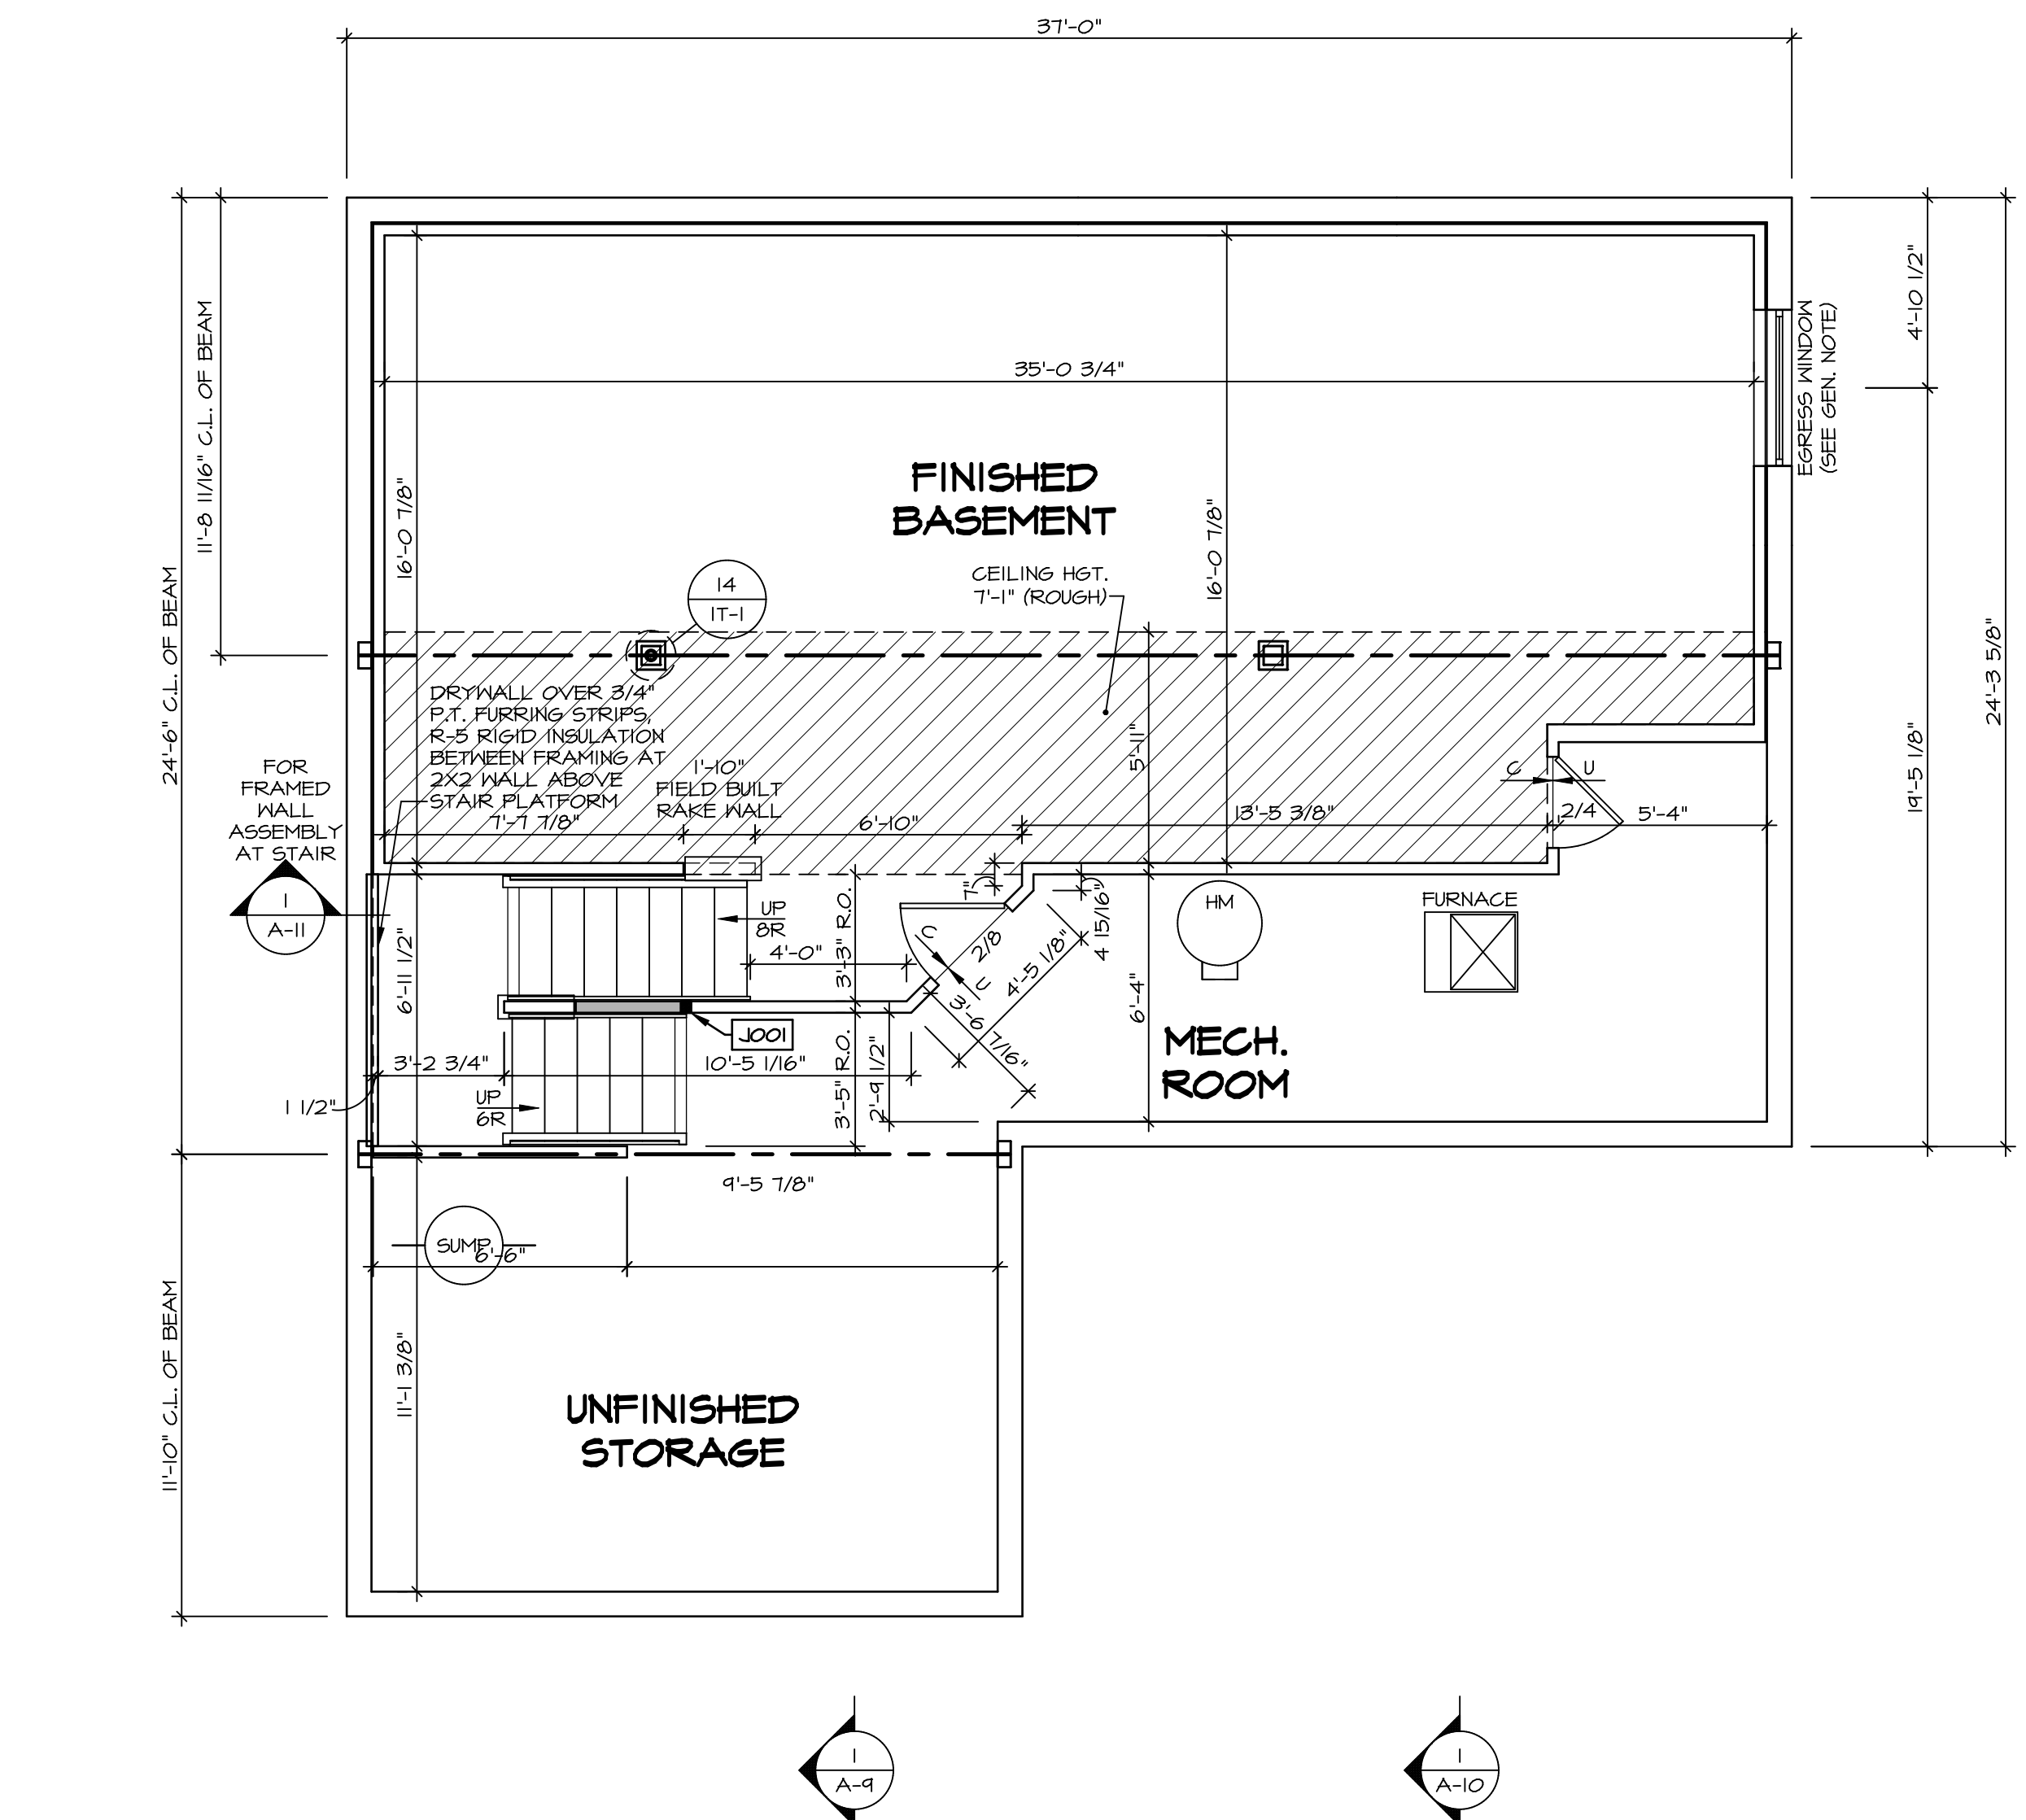 37'-0"
4'-10 1/2"
11'-8 11/16" C.L. OF BEAM
EGRESS WINDOW
(SEE GEN. NOTE)
35'-0 3/4"
FINISHED
BASEMENT
16'-0 7/8"
16'-0 7/8"
CEILING HGT.
7'-1" (ROUGH)
14
1T-1
24'-6" C.L. OF BEAM
24'-3 5/8"
19'-5 1/8"
DRYWALL OVER 3/4"
P.T. FURRING STRIPS,
R-5 RIGID INSULATION
BETWEEN FRAMING AT
2X2 WALL ABOVE
STAIR PLATFORM
1'-10"
FIELD BUILT
RAKE WALL
5'-11"
FOR
FRAMED
WALL
ASSEMBLY
AT STAIR
1
A-11
7'-7 7/8"
6'-10"
13'-5 3/8"
C
U
2/4
5'-4"
7"
4 15/16"
HM
FURNACE
UP
8R
3'-3" R.O.
4'-0"
C
2/8
U
4'-5 1/8"
3'-6 7/16"
6'-11 1/2"
6'-4"
J001
MECH.
ROOM
3'-2 3/4"
10'-5 1/16"
3'-5" R.O.
2'-9 1/2"
1 1/2"
UP
6R
9'-5 7/8"
SUMP
6'-6"
11'-1 3/8"
11'-10" C.L. OF BEAM
UNFINISHED
STORAGE
1
A-9
1
A-10